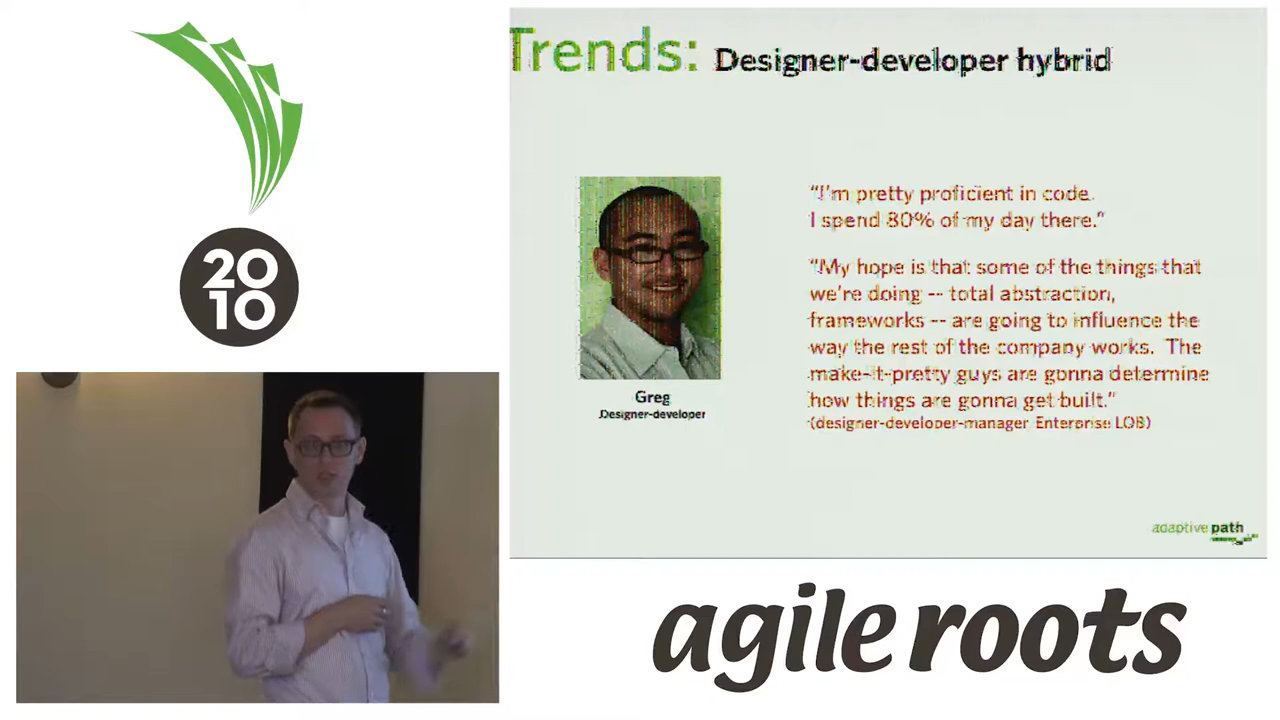 20
10
Trends: Designer-developer hybrid
"I'm pretty proficient in code.
I spend 80% of my day there."
"My hope is that some of the things that
we're doing -- total abstraction,
frameworks -- are going to influence the
way the rest of the company works. The
make-it-pretty guys are gonna determine
how things are gonna get built."
(designer-developer-manager, Enterprise LOB)
Greg
Designer-developer
adaptive path
agile roots